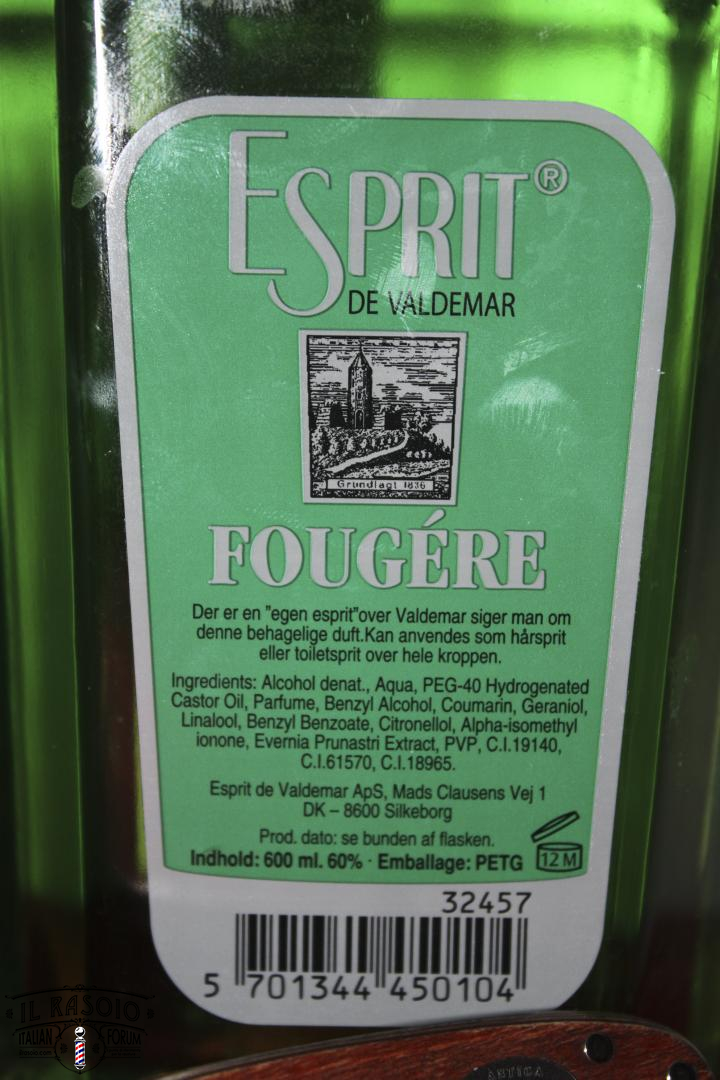 ESPRIT®
DE VALDEMAR
Grundlagt 1836
FOUGÉRE
Der er en "egen esprit"over Valdemar siger man om
denne behagelige duft.Kan anvendes som hårsprit
eller toiletsprit over hele kroppen.
Ingredients: Alcohol denat., Aqua, PEG-40 Hydrogenated
Castor Oil, Parfume, Benzyl Alcohol, Coumarin, Geraniol,
Linalool, Benzyl Benzoate, Citronellol, Alpha-isomethyl
ionone, Evernia Prunastri Extract, PVP, C.I.19140,
C.I.61570, C.I.18965.
Esprit de Valdemar ApS, Mads Clausens Vej 1
DK – 8600 Silkeborg
Prod. dato: se bunden af flasken.
Indhold: 600 ml. 60% · Emballage: PETG
12 M
32457
5 701344 450104
IL RASOIO
ITALIAN FORUM
ANTICA